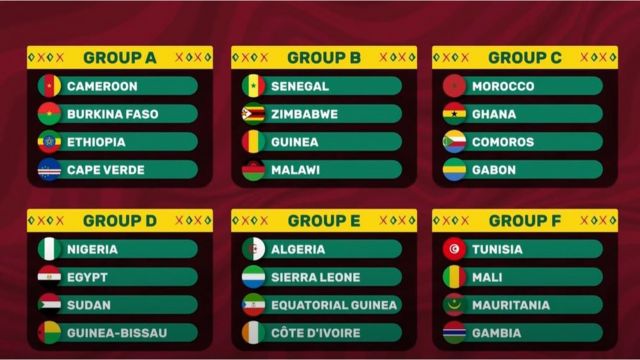 GROUP A
CAMEROON
BURKINA FASO
ETHIOPIA
CAPE VERDE
GROUP B
SENEGAL
ZIMBABWE
GUINEA
MALAWI
GROUP C
MOROCCO
GHANA
COMOROS
GABON
GROUP D
NIGERIA
EGYPT
SUDAN
GUINEA-BISSAU
GROUP E
ALGERIA
SIERRA LEONE
EQUATORIAL GUINEA
CÔTE D'IVOIRE
GROUP F
TUNISIA
MALI
MAURITANIA
GAMBIA